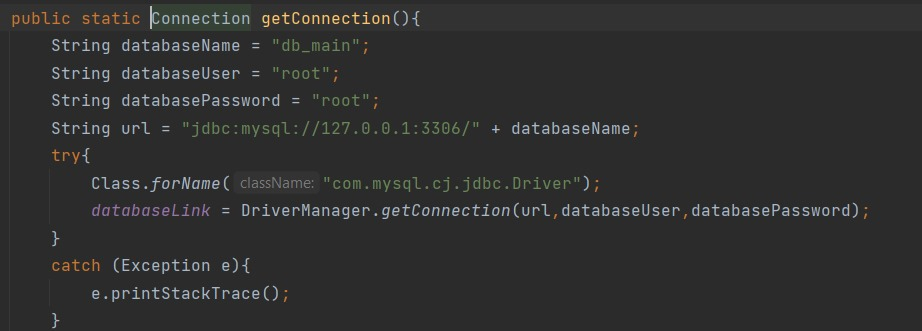 public static Connection getConnection(){
    String databaseName = "db_main";
    String databaseUser = "root";
    String databasePassword = "root";
    String url = "jdbc:mysql://127.0.0.1:3306/" + databaseName;
    try{
        Class.forName( className: "com.mysql.cj.jdbc.Driver");
        databaseLink = DriverManager.getConnection(url,databaseUser,databasePassword);
    }
    catch (Exception e){
        e.printStackTrace();
    }